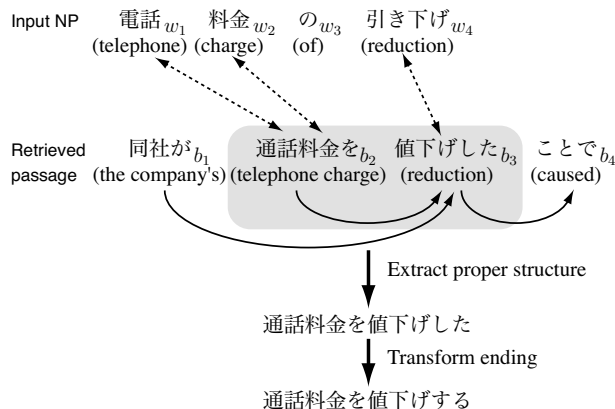 Input NP 電話w1 料金w2 のw3 引き下げw4
(telephone) (charge) (of) (reduction)
Retrieved passage 同社がb1 通話料金をb2 値下げしたb3 ことでb4
(the company's) (telephone charge) (reduction) (caused)
Extract proper structure
通話料金を値下げした
Transform ending
通話料金を値下げする